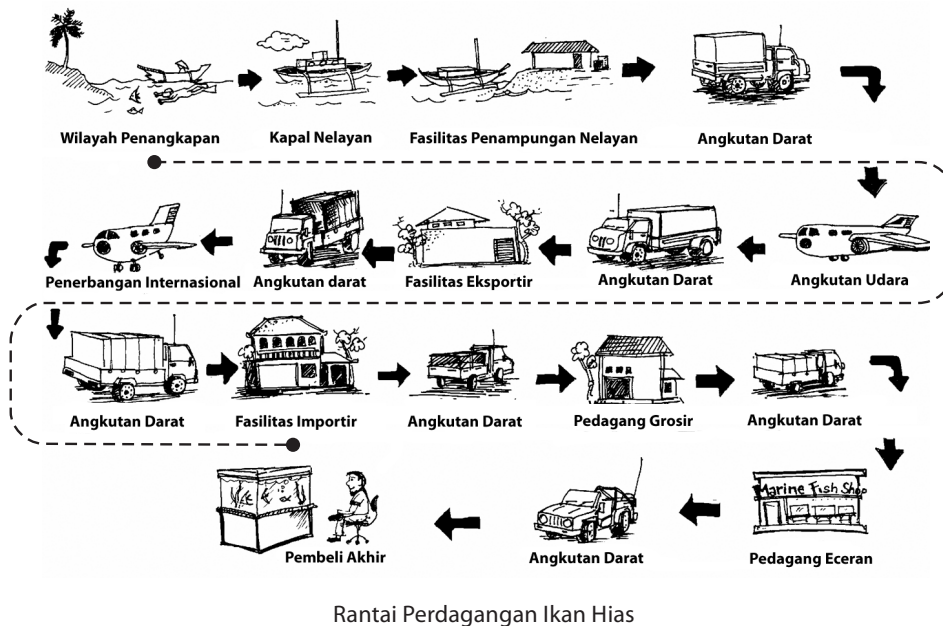 Wilayah Penangkapan
Kapal Nelayan
Fasilitas Penampungan Nelayan
Angkutan Darat
Angkutan Udara
Angkutan Darat
Fasilitas Eksportir
Angkutan darat
Penerbangan Internasional
Angkutan Darat
Fasilitas Importir
Angkutan Darat
Pedagang Grosir
Angkutan Darat
Marine Fish Shop
Pedagang Eceran
Angkutan Darat
Pembeli Akhir
Rantai Perdagangan Ikan Hias